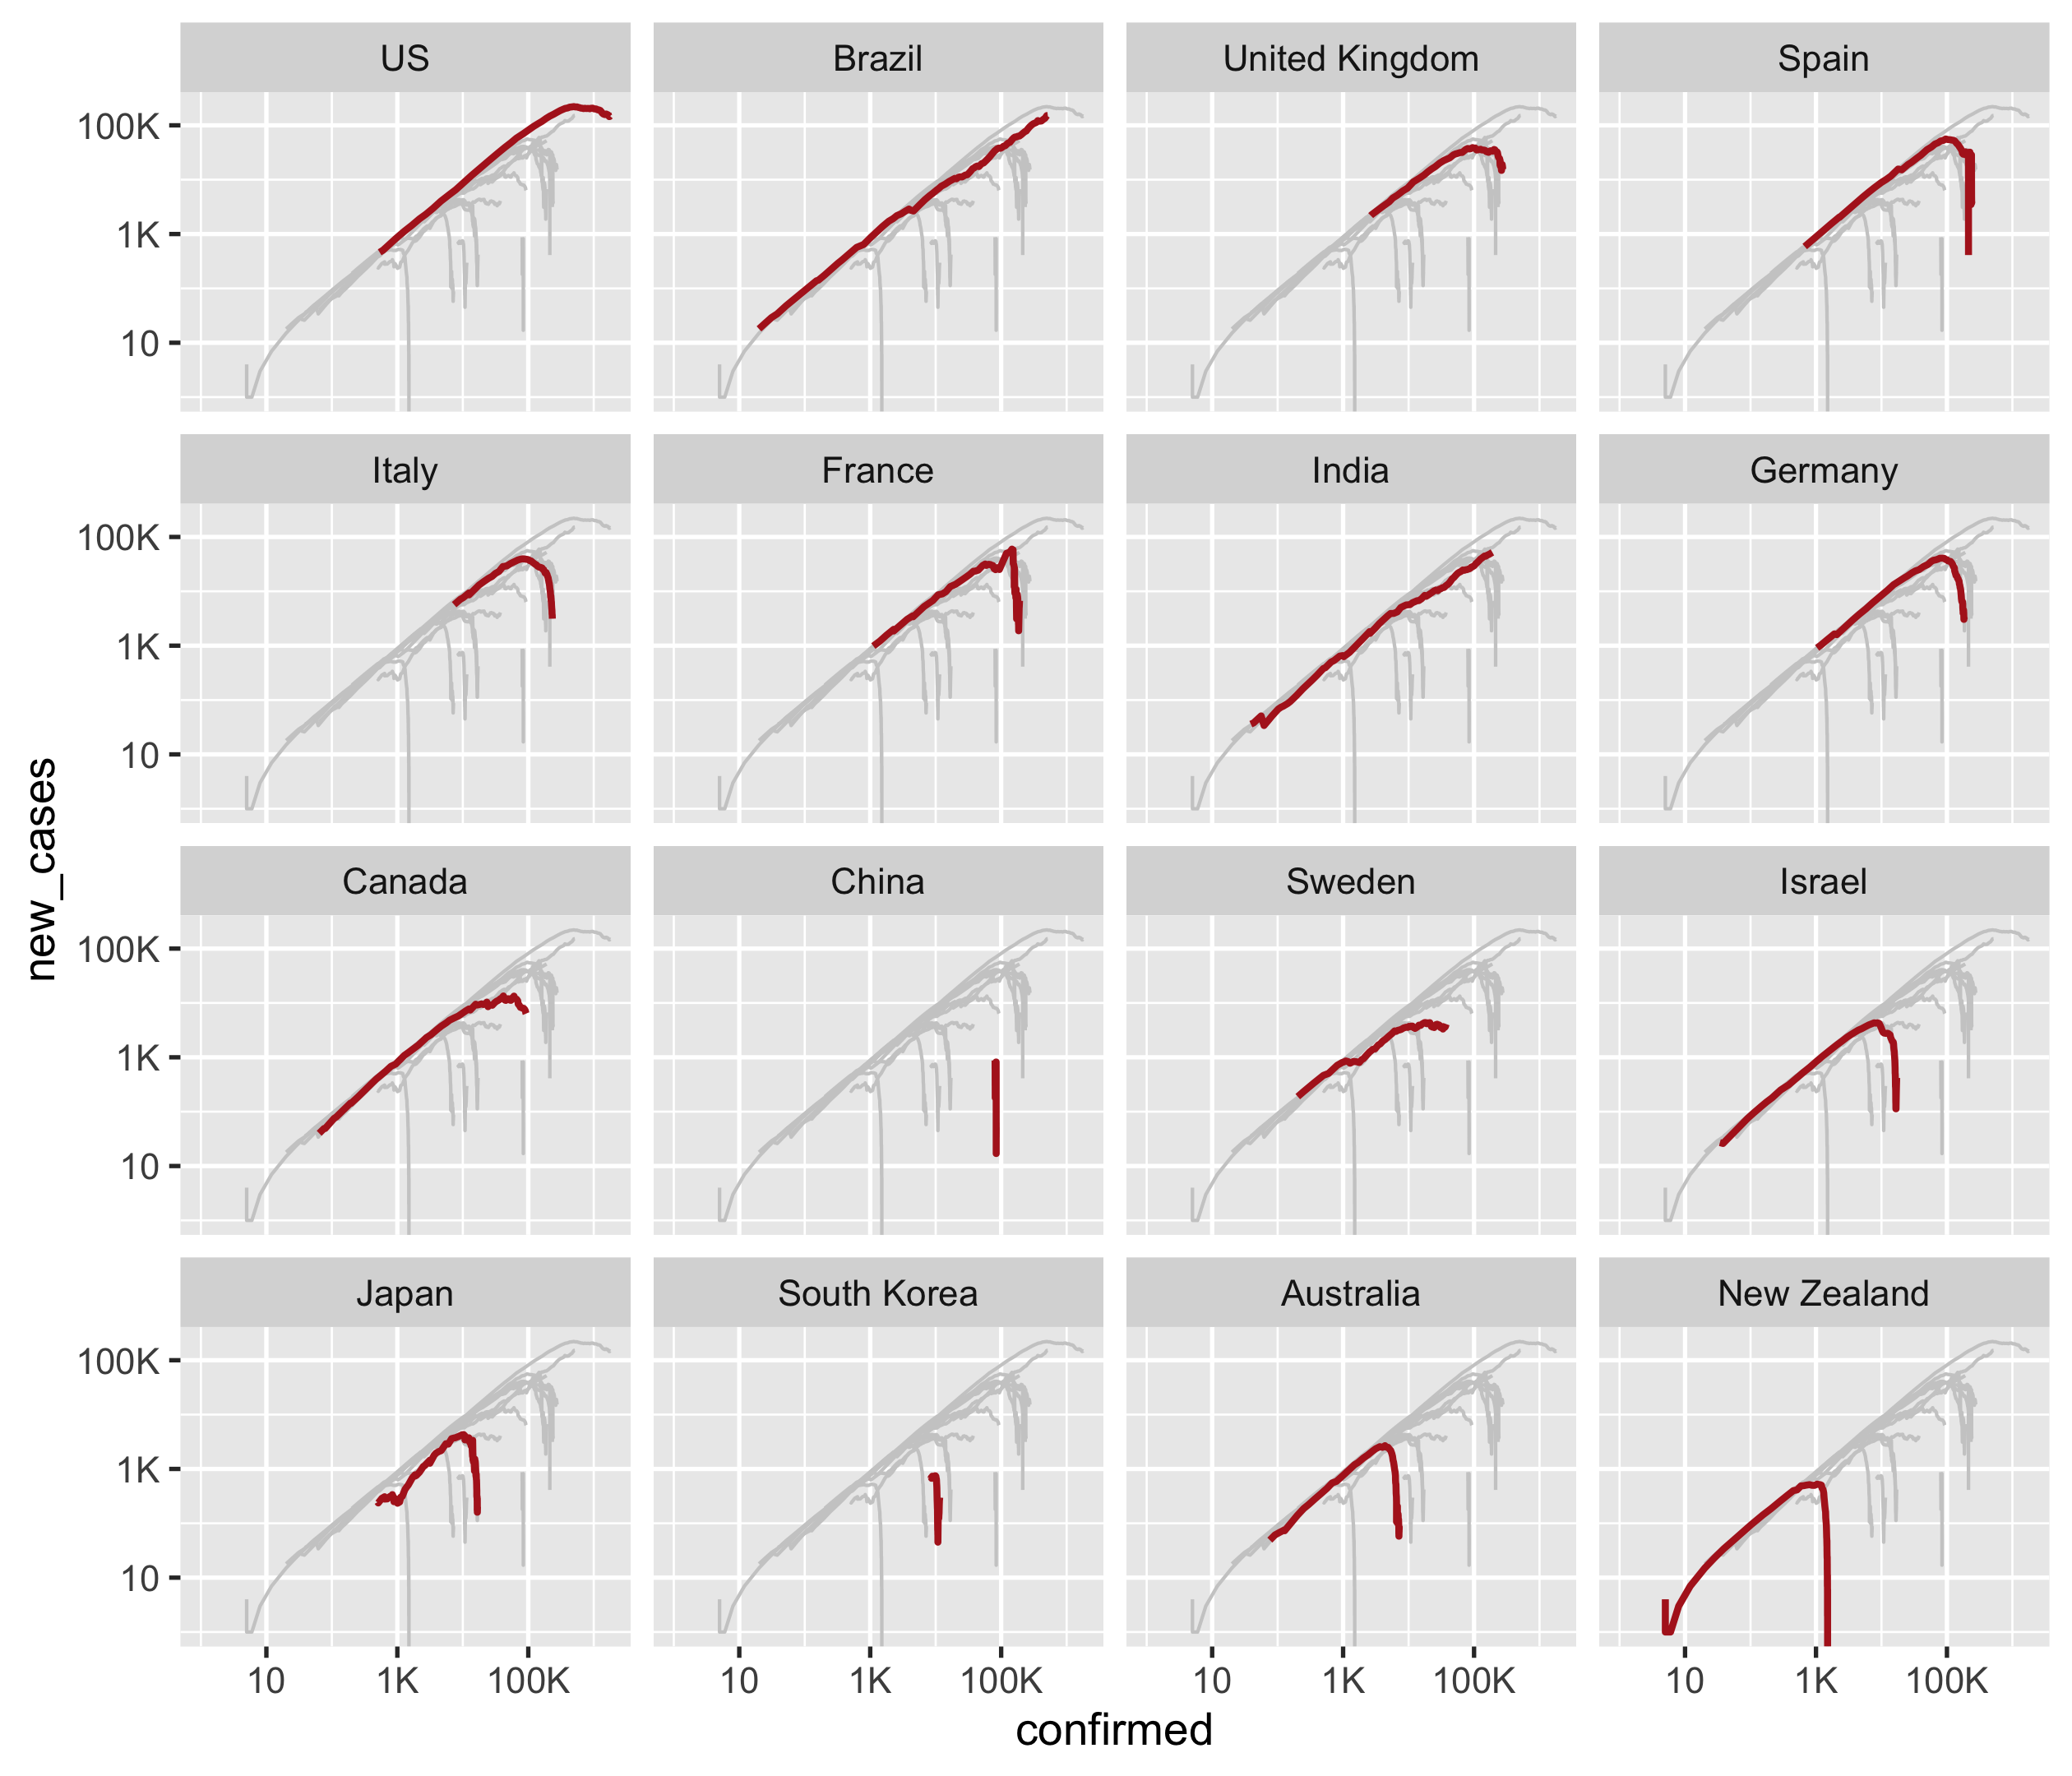 US Brazil United Kingdom Spain
100K
1K
10
Italy France India Germany
100K
1K
10
Canada China Sweden Israel
100K
1K
10
Japan South Korea Australia New Zealand
100K
1K
10
10 1K 100K 10 1K 100K 10 1K 100K 10 1K 100K
confirmed
new_cases